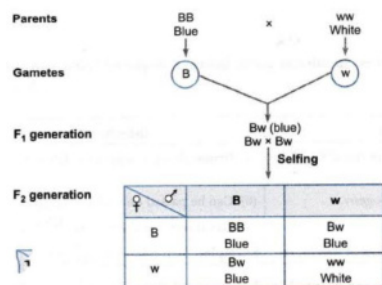 Parents BB × ww
Blue White
Gametes B w
F₁ generation Bw (blue)
Bw × Bw
Selfing
F₂ generation ♀ ♂ B w
B BB Bw
Blue Blue
w Bw ww
Blue White